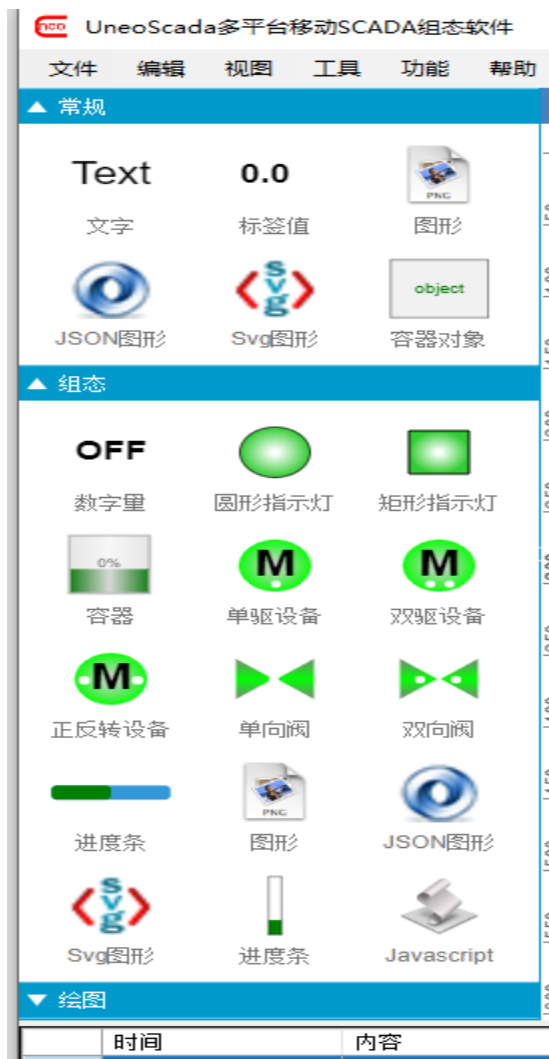 neo UneoScada多平台移动SCADA组态软件
文件 编辑 视图 工具 功能 帮助
常规
Text 0.0 PNG
文字 标签值 图形
svg object
JSON图形 Svg图形 容器对象
组态
OFF
数字量 圆形指示灯 矩形指示灯
0% M M
容器 单驱设备 双驱设备
M
正反转设备 单向阀 双向阀
PNG
进度条 图形 JSON图形
svg
Svg图形 进度条 Javascript
绘图
时间 内容